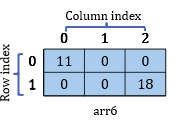 Column index
0 1 2
Row index
0 11 0 0
1 0 0 18
arr6